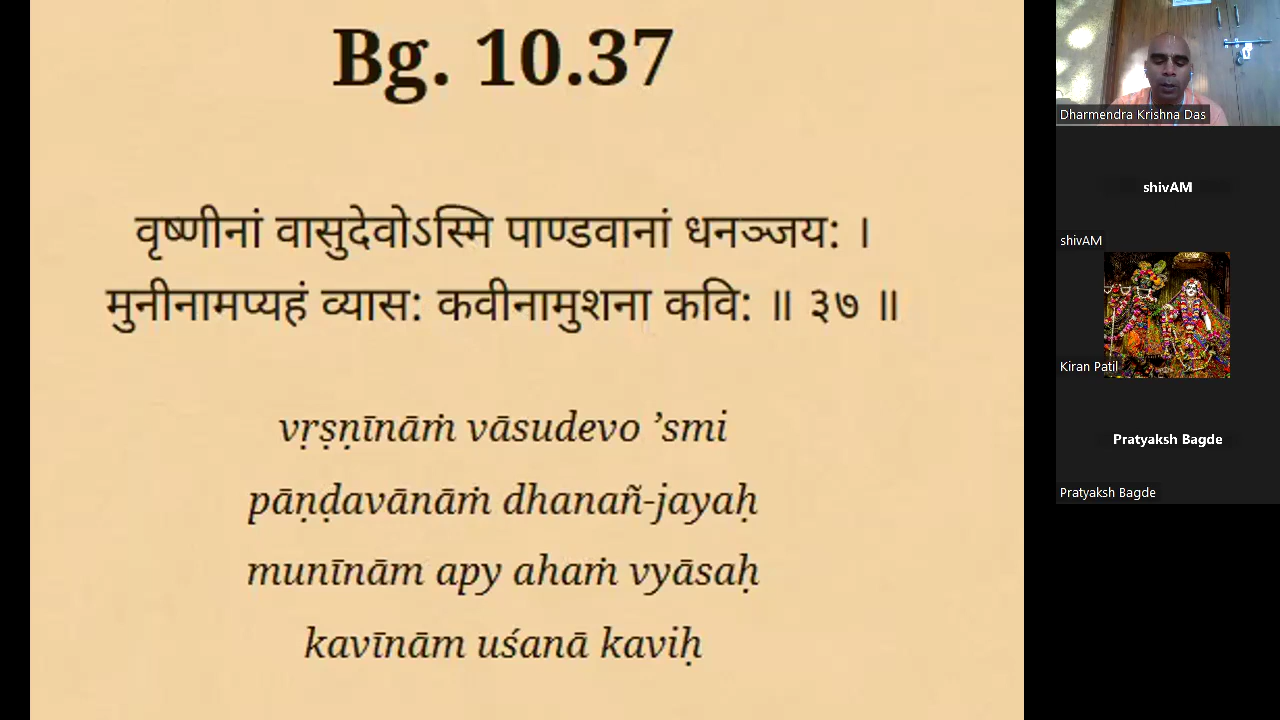 Bg. 10.37
वृष्णीनां वासुदेवोऽस्मि पाण्डवानां धनञ्जय: ।
मुनीनामप्यहं व्यास: कवीनामुशना कवि: ॥ ३७ ॥
vṛṣṇīnāṁ vāsudevo ’smi
pāṇḍavānāṁ dhanañ-jayaḥ
munīnām apy ahaṁ vyāsaḥ
kavīnām uśanā kaviḥ
Dharmendra Krishna Das
shivAM
shivAM
Kiran Patil
Pratyaksh Bagde
Pratyaksh Bagde